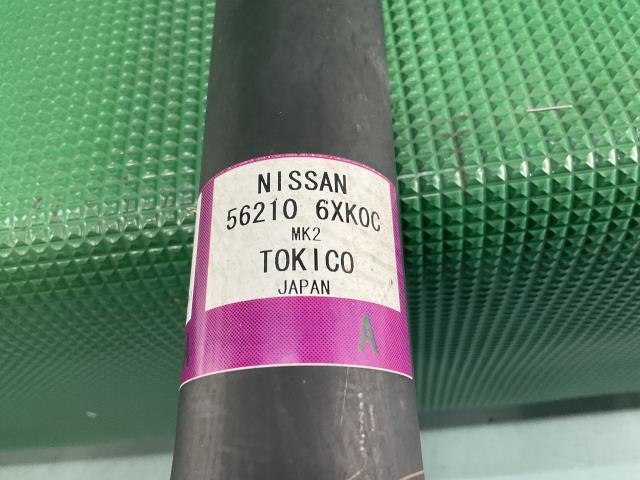 NISSAN
56210 6XK0C
MK2
TOKICO
JAPAN
A